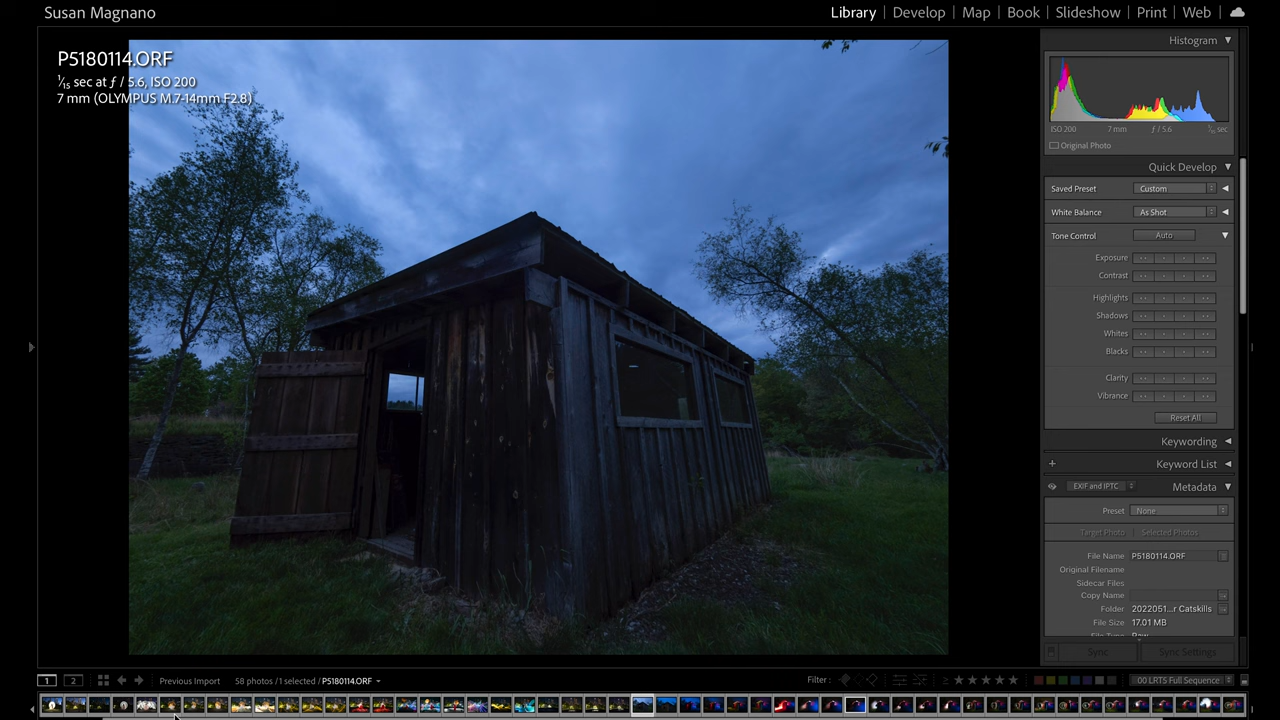 Susan Magnano
Library | Develop | Map | Book | Slideshow | Print | Web
P5180114.ORF
1/15 sec at ƒ / 5.6, ISO 200
7 mm (OLYMPUS M.7-14mm F2.8)
Histogram
ISO 200 7 mm ƒ / 5.6 1/15 sec
Original Photo
Quick Develop
Saved Preset Custom
White Balance As Shot
Tone Control Auto
Exposure
Contrast
Highlights
Shadows
Whites
Blacks
Clarity
Vibrance
Reset All
Keywording
+ Keyword List
EXIF and IPTC Metadata
Preset None
Target Photo Selected Photos
File Name P5180114.ORF
Original Filename
Sidecar Files
Copy Name
Folder 2022051...r Catskills
File Size 17.01 MB
Sync Sync Settings
1 2 Previous Import 58 photos / 1 selected / P5180114.ORF Filter : ≥ ★★★★★ 00 LRT3 Full Sequence